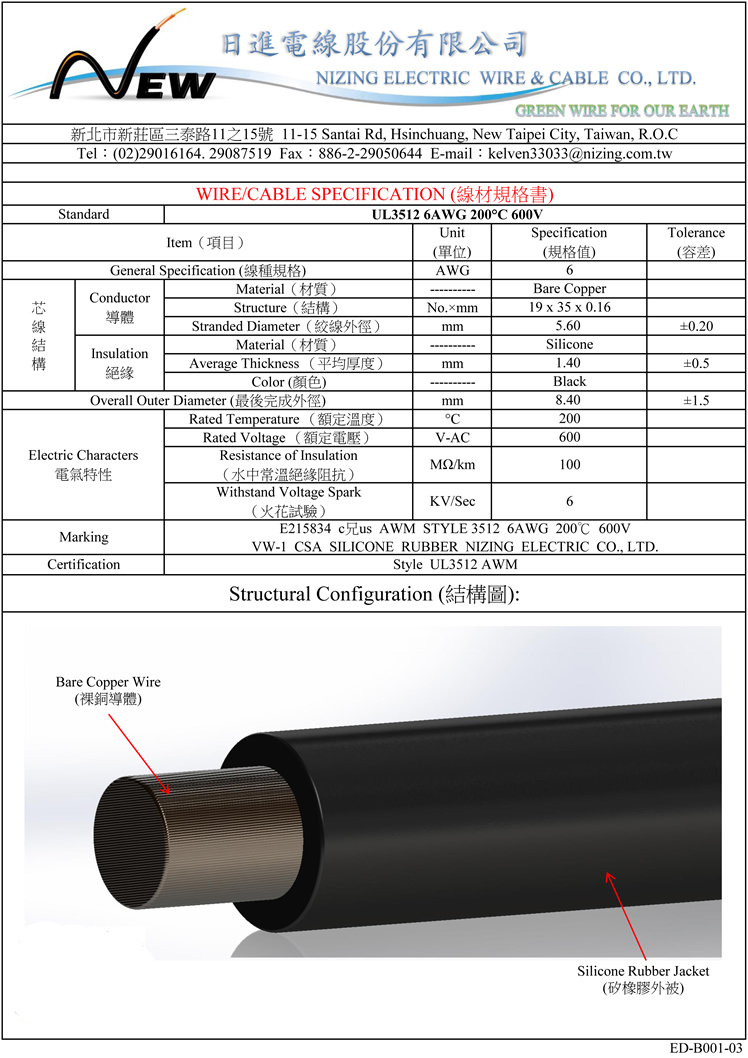 NEW
日進電線股份有限公司
NIZING ELECTRIC WIRE & CABLE CO., LTD.
GREEN WIRE FOR OUR EARTH
新北市新莊區三泰路11之15號 11-15 Santai Rd, Hsinchuang, New Taipei City, Taiwan, R.O.C
Tel：(02)29016164. 29087519 Fax：886-2-29050644 E-mail：kelven33033@nizing.com.tw
WIRE/CABLE SPECIFICATION (線材規格書)
Standard UL3512 6AWG 200°C 600V
Item（項目） Unit (單位) Specification (規格值) Tolerance (容差)
General Specification (線種規格) AWG 6
芯線結構 Conductor 導體 Material（材質） ---------- Bare Copper
Structure（結構） No.×mm 19 x 35 x 0.16
Stranded Diameter（絞線外徑） mm 5.60 ±0.20
Insulation 絕緣 Material（材質） ---------- Silicone
Average Thickness （平均厚度） mm 1.40 ±0.5
Color (顏色) ---------- Black
Overall Outer Diameter (最後完成外徑) mm 8.40 ±1.5
Electric Characters 電氣特性 Rated Temperature （額定溫度） °C 200
Rated Voltage （額定電壓） V-AC 600
Resistance of Insulation （水中常溫絕緣阻抗） MΩ/km 100
Withstand Voltage Spark （火花試驗） KV/Sec 6
Marking E215834 c兄us AWM STYLE 3512 6AWG 200℃ 600V
VW-1 CSA SILICONE RUBBER NIZING ELECTRIC CO., LTD.
Certification Style UL3512 AWM
Structural Configuration (結構圖):
Bare Copper Wire
(裸銅導體)
Silicone Rubber Jacket
(矽橡膠外被)
ED-B001-03